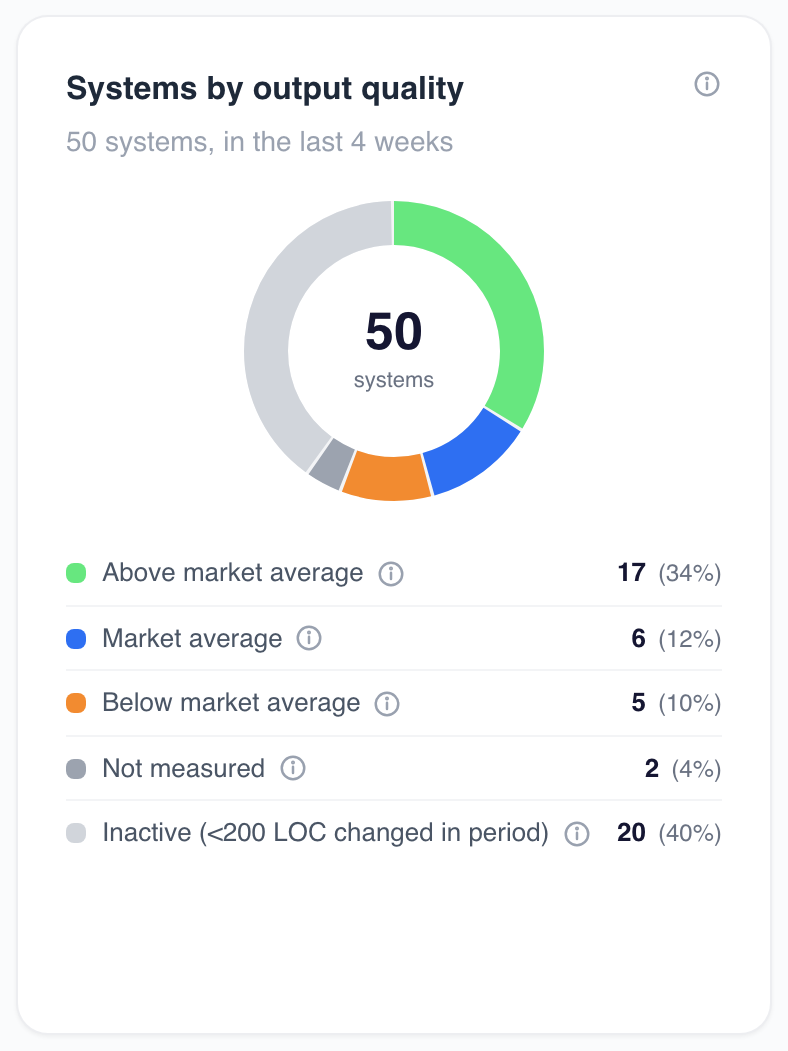 Systems by output quality
50 systems, in the last 4 weeks
50
systems
Above market average 17 (34%)
Market average 6 (12%)
Below market average 5 (10%)
Not measured 2 (4%)
Inactive (<200 LOC changed in period) 20 (40%)